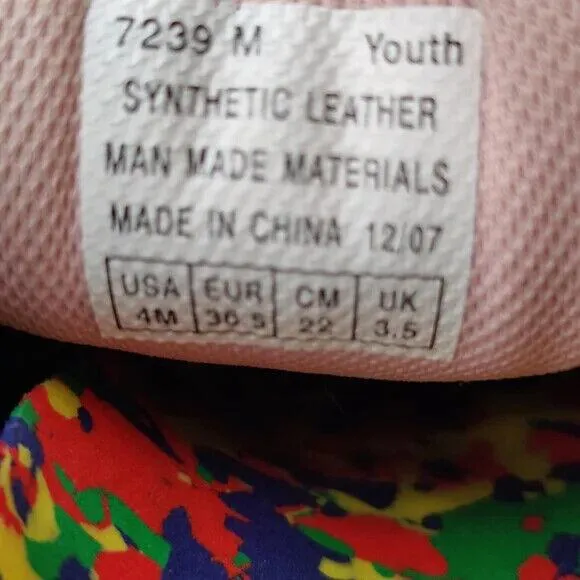 7239 M Youth
SYNTHETIC LEATHER
MAN MADE MATERIALS
MADE IN CHINA 12/07
USA EUR CM UK
4M 36.5 22 3.5